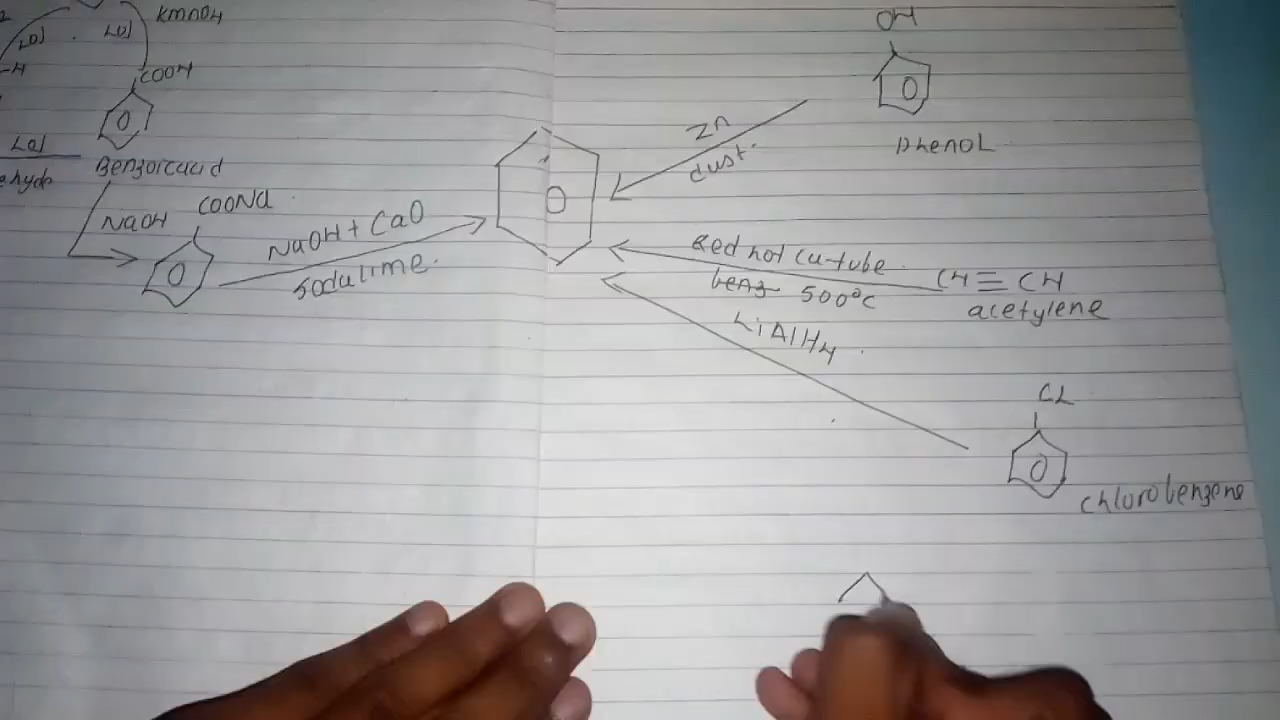 KMnO4
[O]
[O]
COOH
OH
Zn
dust.
Phenol
[O]
ehyde
Benzoic acid
NaOH
COONa
NaOH + CaO
Sodalime.
Red hot Cu-tube
500°C
CH ≡ CH
acetylene
LiAlH4
CL
Chlorobenzene